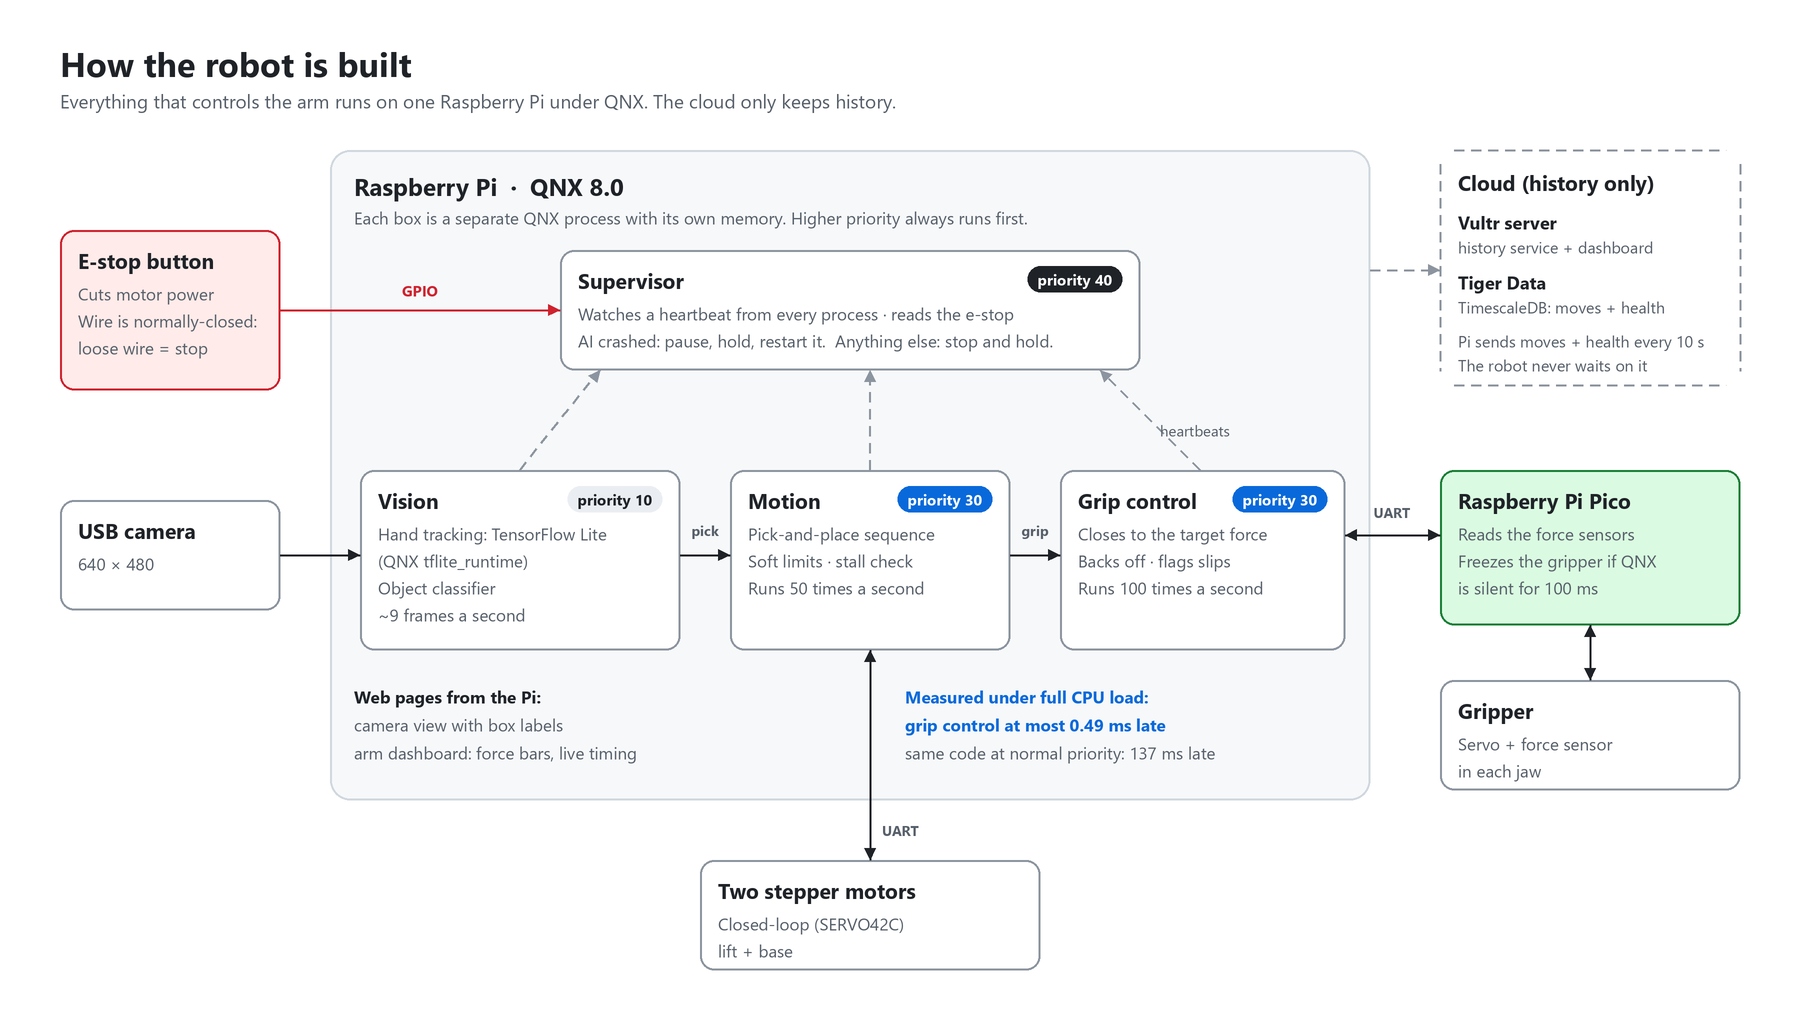 How the robot is built
Everything that controls the arm runs on one Raspberry Pi under QNX. The cloud only keeps history.
Raspberry Pi · QNX 8.0
Each box is a separate QNX process with its own memory. Higher priority always runs first.
E-stop button
Cuts motor power
Wire is normally-closed:
loose wire = stop
GPIO
Supervisor
priority 40
Watches a heartbeat from every process · reads the e-stop
AI crashed: pause, hold, restart it. Anything else: stop and hold.
Cloud (history only)
Vultr server
history service + dashboard
Tiger Data
TimescaleDB: moves + health
Pi sends moves + health every 10 s
The robot never waits on it
heartbeats
USB camera
640 × 480
Vision
priority 10
Hand tracking: TensorFlow Lite
(QNX tflite_runtime)
Object classifier
~9 frames a second
pick
Motion
priority 30
Pick-and-place sequence
Soft limits · stall check
Runs 50 times a second
grip
Grip control
priority 30
Closes to the target force
Backs off · flags slips
Runs 100 times a second
UART
Raspberry Pi Pico
Reads the force sensors
Freezes the gripper if QNX
is silent for 100 ms
Web pages from the Pi:
camera view with box labels
arm dashboard: force bars, live timing
Measured under full CPU load:
grip control at most 0.49 ms late
same code at normal priority: 137 ms late
Gripper
Servo + force sensor
in each jaw
UART
Two stepper motors
Closed-loop (SERVO42C)
lift + base